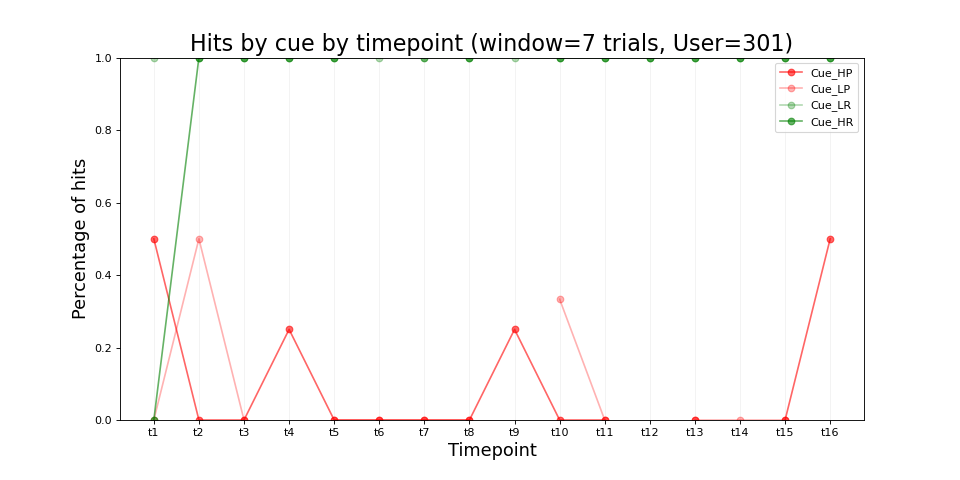 Hits by cue by timepoint (window=7 trials, User=301)
Percentage of hits
1.0
0.8
0.6
0.4
0.2
0.0
Cue_HP
Cue_LP
Cue_LR
Cue_HR
t1 t2 t3 t4 t5 t6 t7 t8 t9 t10 t11 t12 t13 t14 t15 t16
Timepoint